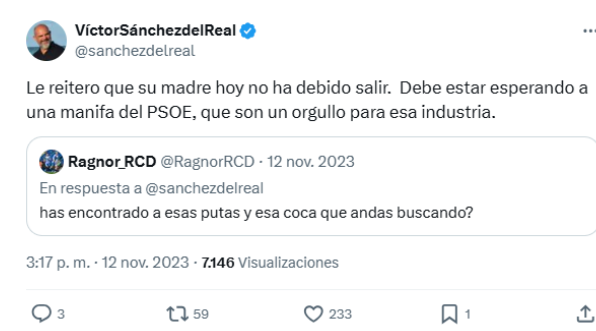 VíctorSánchezdelReal
@sanchezdelreal
Le reitero que su madre hoy no ha debido salir. Debe estar esperando a
una manifa del PSOE, que son un orgullo para esa industria.
Ragnor_RCD @RagnorRCD · 12 nov. 2023
En respuesta a @sanchezdelreal
has encontrado a esas putas y esa coca que andas buscando?
3:17 p. m. · 12 nov. 2023 · 7.146 Visualizaciones
3 59 233 1